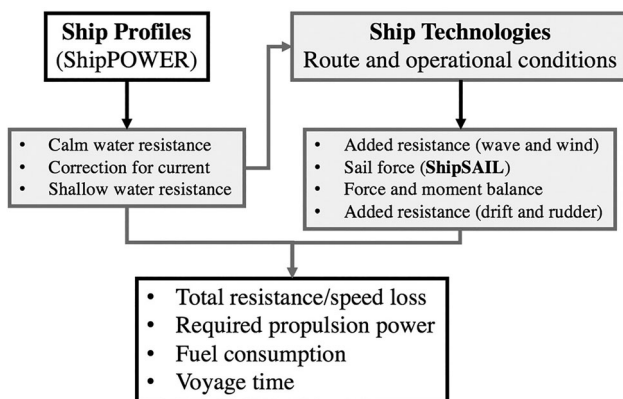 Ship Profiles
(ShipPOWER)
Ship Technologies
Route and operational conditions
• Calm water resistance
• Correction for current
• Shallow water resistance
• Added resistance (wave and wind)
• Sail force (ShipSAIL)
• Force and moment balance
• Added resistance (drift and rudder)
• Total resistance/speed loss
• Required propulsion power
• Fuel consumption
• Voyage time